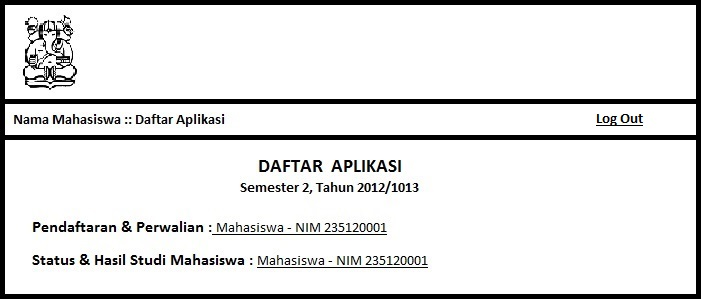 Nama Mahasiswa :: Daftar Aplikasi Log Out
DAFTAR APLIKASI
Semester 2, Tahun 2012/1013
Pendaftaran & Perwalian : Mahasiswa - NIM 235120001
Status & Hasil Studi Mahasiswa : Mahasiswa - NIM 235120001